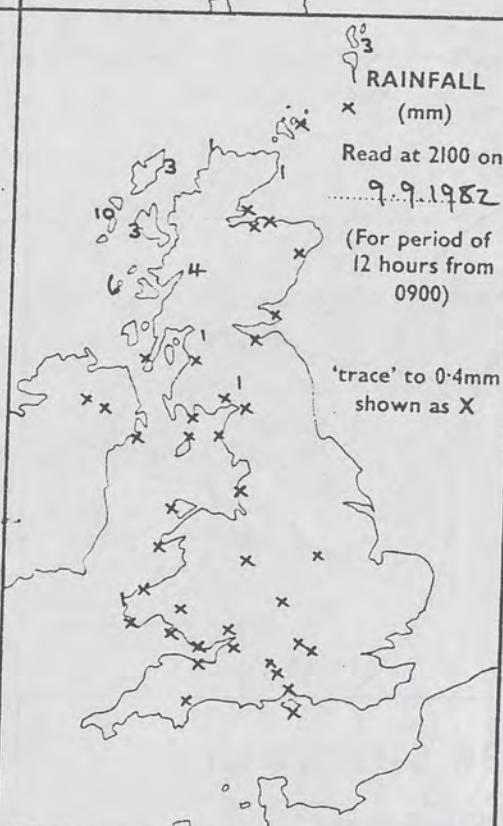 3
RAINFALL
(mm)
Read at 2100 on
9.9.1982
(For period of
12 hours from
0900)
'trace' to 0·4mm
shown as X
3
1
10
3
6
4
1
1